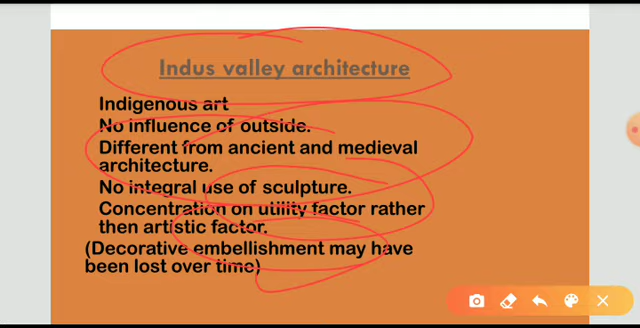 Indus valley architecture
Indigenous art
No influence of outside.
Different from ancient and medieval
architecture.
No integral use of sculpture.
Concentration on utility factor rather
then artistic factor.
(Decorative embellishment may have
been lost over time)